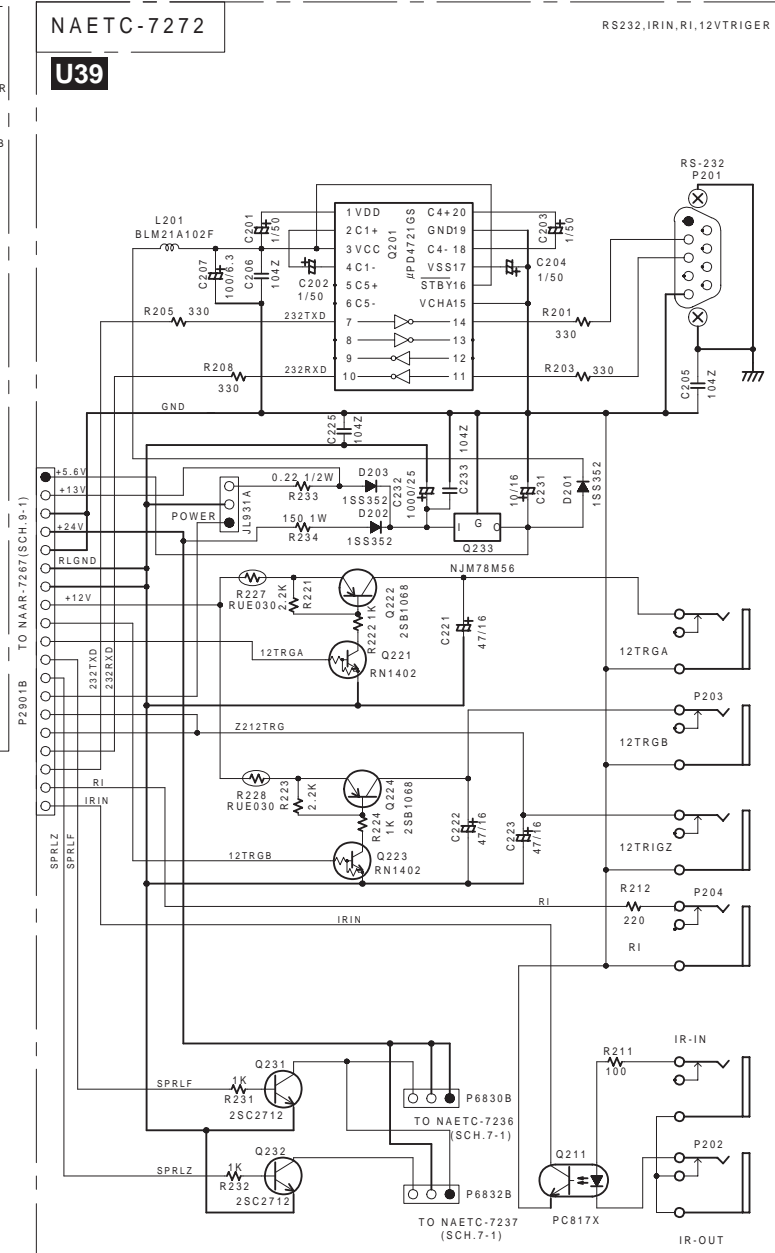 NAETC-7272
RS232,IRIN,RI,12VTRIGER
U39
R
B
RS-232
P201
L201
BLM21A102F
C201
1/50
C207
100/6.3
C206
104Z
C202
1/50
1 VDD
2 C1+
3 VCC
4 C1-
5 C5+
6 C5-
7
8
9
10
Q201
µPD4721GS
C4+ 20
GND 19
C4- 18
VSS 17
STBY 16
VCHA 15
14
13
12
11
C203
1/50
C204
1/50
R205 330
232TXD
R201
330
R208
330
232RXD
R203 330
C205
104Z
GND
C225
104Z
+5.6V
+13V
+24V
RLGND
+12V
POWER
JL931A
0.22 1/2W
R233
D203
1SS352
D202
150 1W
R234
1SS352
C232
1000/25
C233 104Z
I G O
Q233
NJM78M56
10/16
C231
D201
1SS352
TO NAAR-7267(SCH.9-1)
P2901B
R227
RUE030
2.2K
R221
Q222
2SB1068
R222 1K
12TRGA
Q221
RN1402
C221
47/16
12TRGA
232TXD
232RXD
P203
Z212TRG
12TRGB
R228
RUE030
R223
2.2K
Q224
2SB1068
R224
1K
C222
47/16
C223
47/16
12TRIGZ
RI
IRIN
SPRLZ
SPRLF
12TRGB
Q223
RN1402
R212
220
P204
RI
IRIN
RI
Q231
SPRLF
1K
R231
2SC2712
P6830B
TO NAETC-7236
(SCH.7-1)
R211
100
IR-IN
Q232
SPRLZ
1K
R232
2SC2712
P6832B
TO NAETC-7237
(SCH.7-1)
Q211
PC817X
P202
IR-OUT